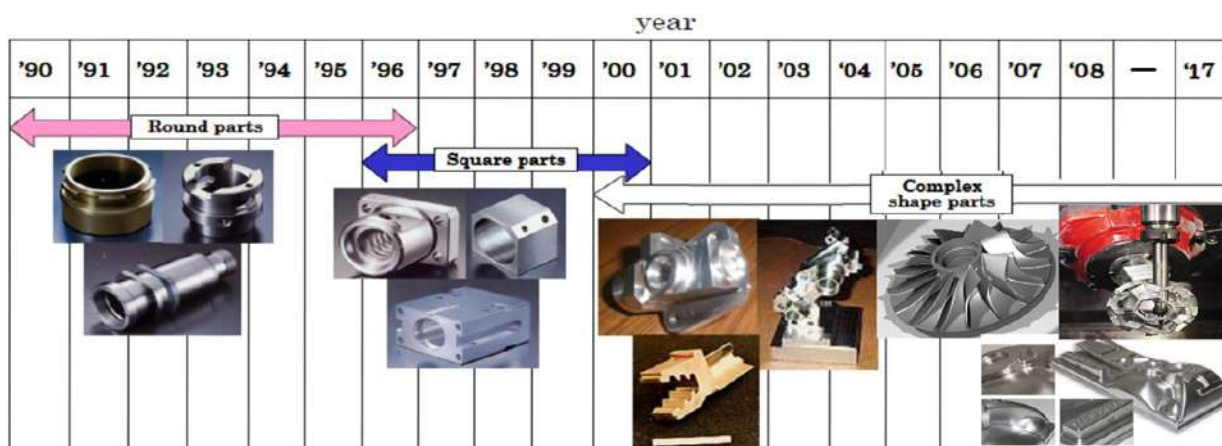 year
'90 '91 '92 '93 '94 '95 '96 '97 '98 '99 '00 '01 '02 '03 '04 '05 '06 '07 '08 — '17
Round parts
Square parts
Complex
shape parts